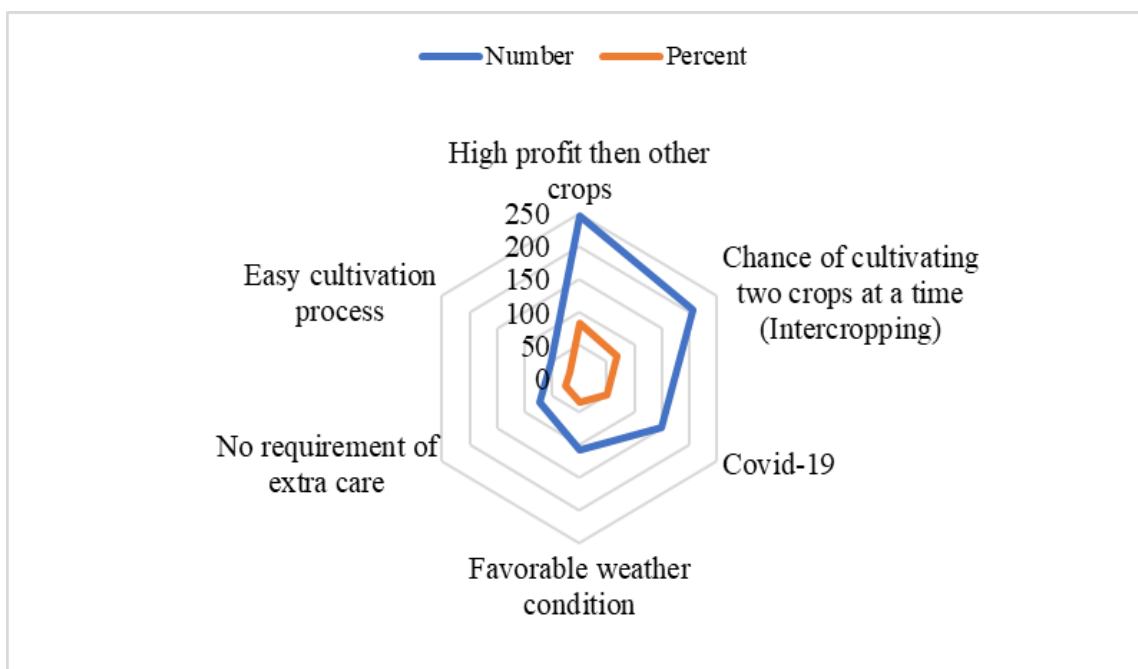 Number Percent
High profit then other
crops
Chance of cultivating
two crops at a time
(Intercropping)
Covid-19
Favorable weather
condition
No requirement of
extra care
Easy cultivation
process
250
200
150
100
50
0